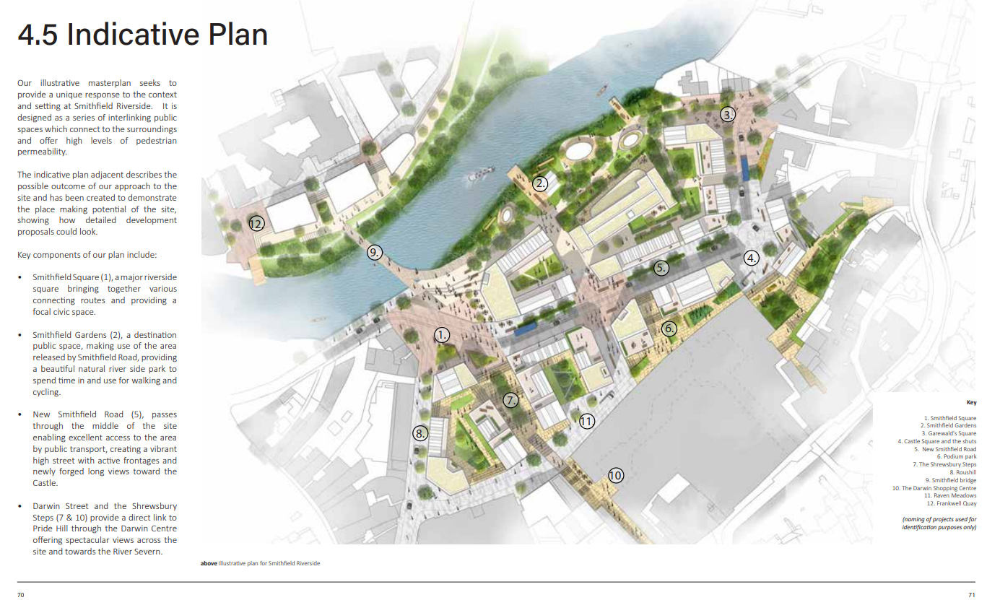 4.5 Indicative Plan
Our illustrative masterplan seeks to
provide a unique response to the context
and setting at Smithfield Riverside. It is
designed as a series of interlinking public
spaces which connect to the surroundings
and offer high levels of pedestrian
permeability.
The indicative plan adjacent describes the
possible outcome of our approach to the
site and has been created to demonstrate
the place making potential of the site,
showing how detailed development
proposals could look.
Key components of our plan include:
• Smithfield Square (1), a major riverside
square bringing together various
connecting routes and providing a
focal civic space.
• Smithfield Gardens (2), a destination
public space, making use of the area
released by Smithfield Road, providing
a beautiful natural river side park to
spend time in and use for walking and
cycling.
• New Smithfield Road (5), passes
through the middle of the site
enabling excellent access to the area
by public transport, creating a vibrant
high street with active frontages and
newly forged long views toward the
Castle.
• Darwin Street and the Shrewsbury
Steps (7 & 10) provide a direct link to
Pride Hill through the Darwin Centre
offering spectacular views across the
site and towards the River Severn.
3.
2.
12.
9.
4.
5.
1.
6.
7.
11
8.
10
Key
1. Smithfield Square
2. Smithfield Gardens
3. Garewald's Square
4. Castle Square and the shuts
5. New Smithfield Road
6. Podium park
7. The Shrewsbury Steps
8. Roushill
9. Smithfield bridge
10. The Darwin Shopping Centre
11. Raven Meadows
12. Frankwell Quay
(naming of projects used for
identification purposes only)
above Illustrative plan for Smithfield Riverside
70
71